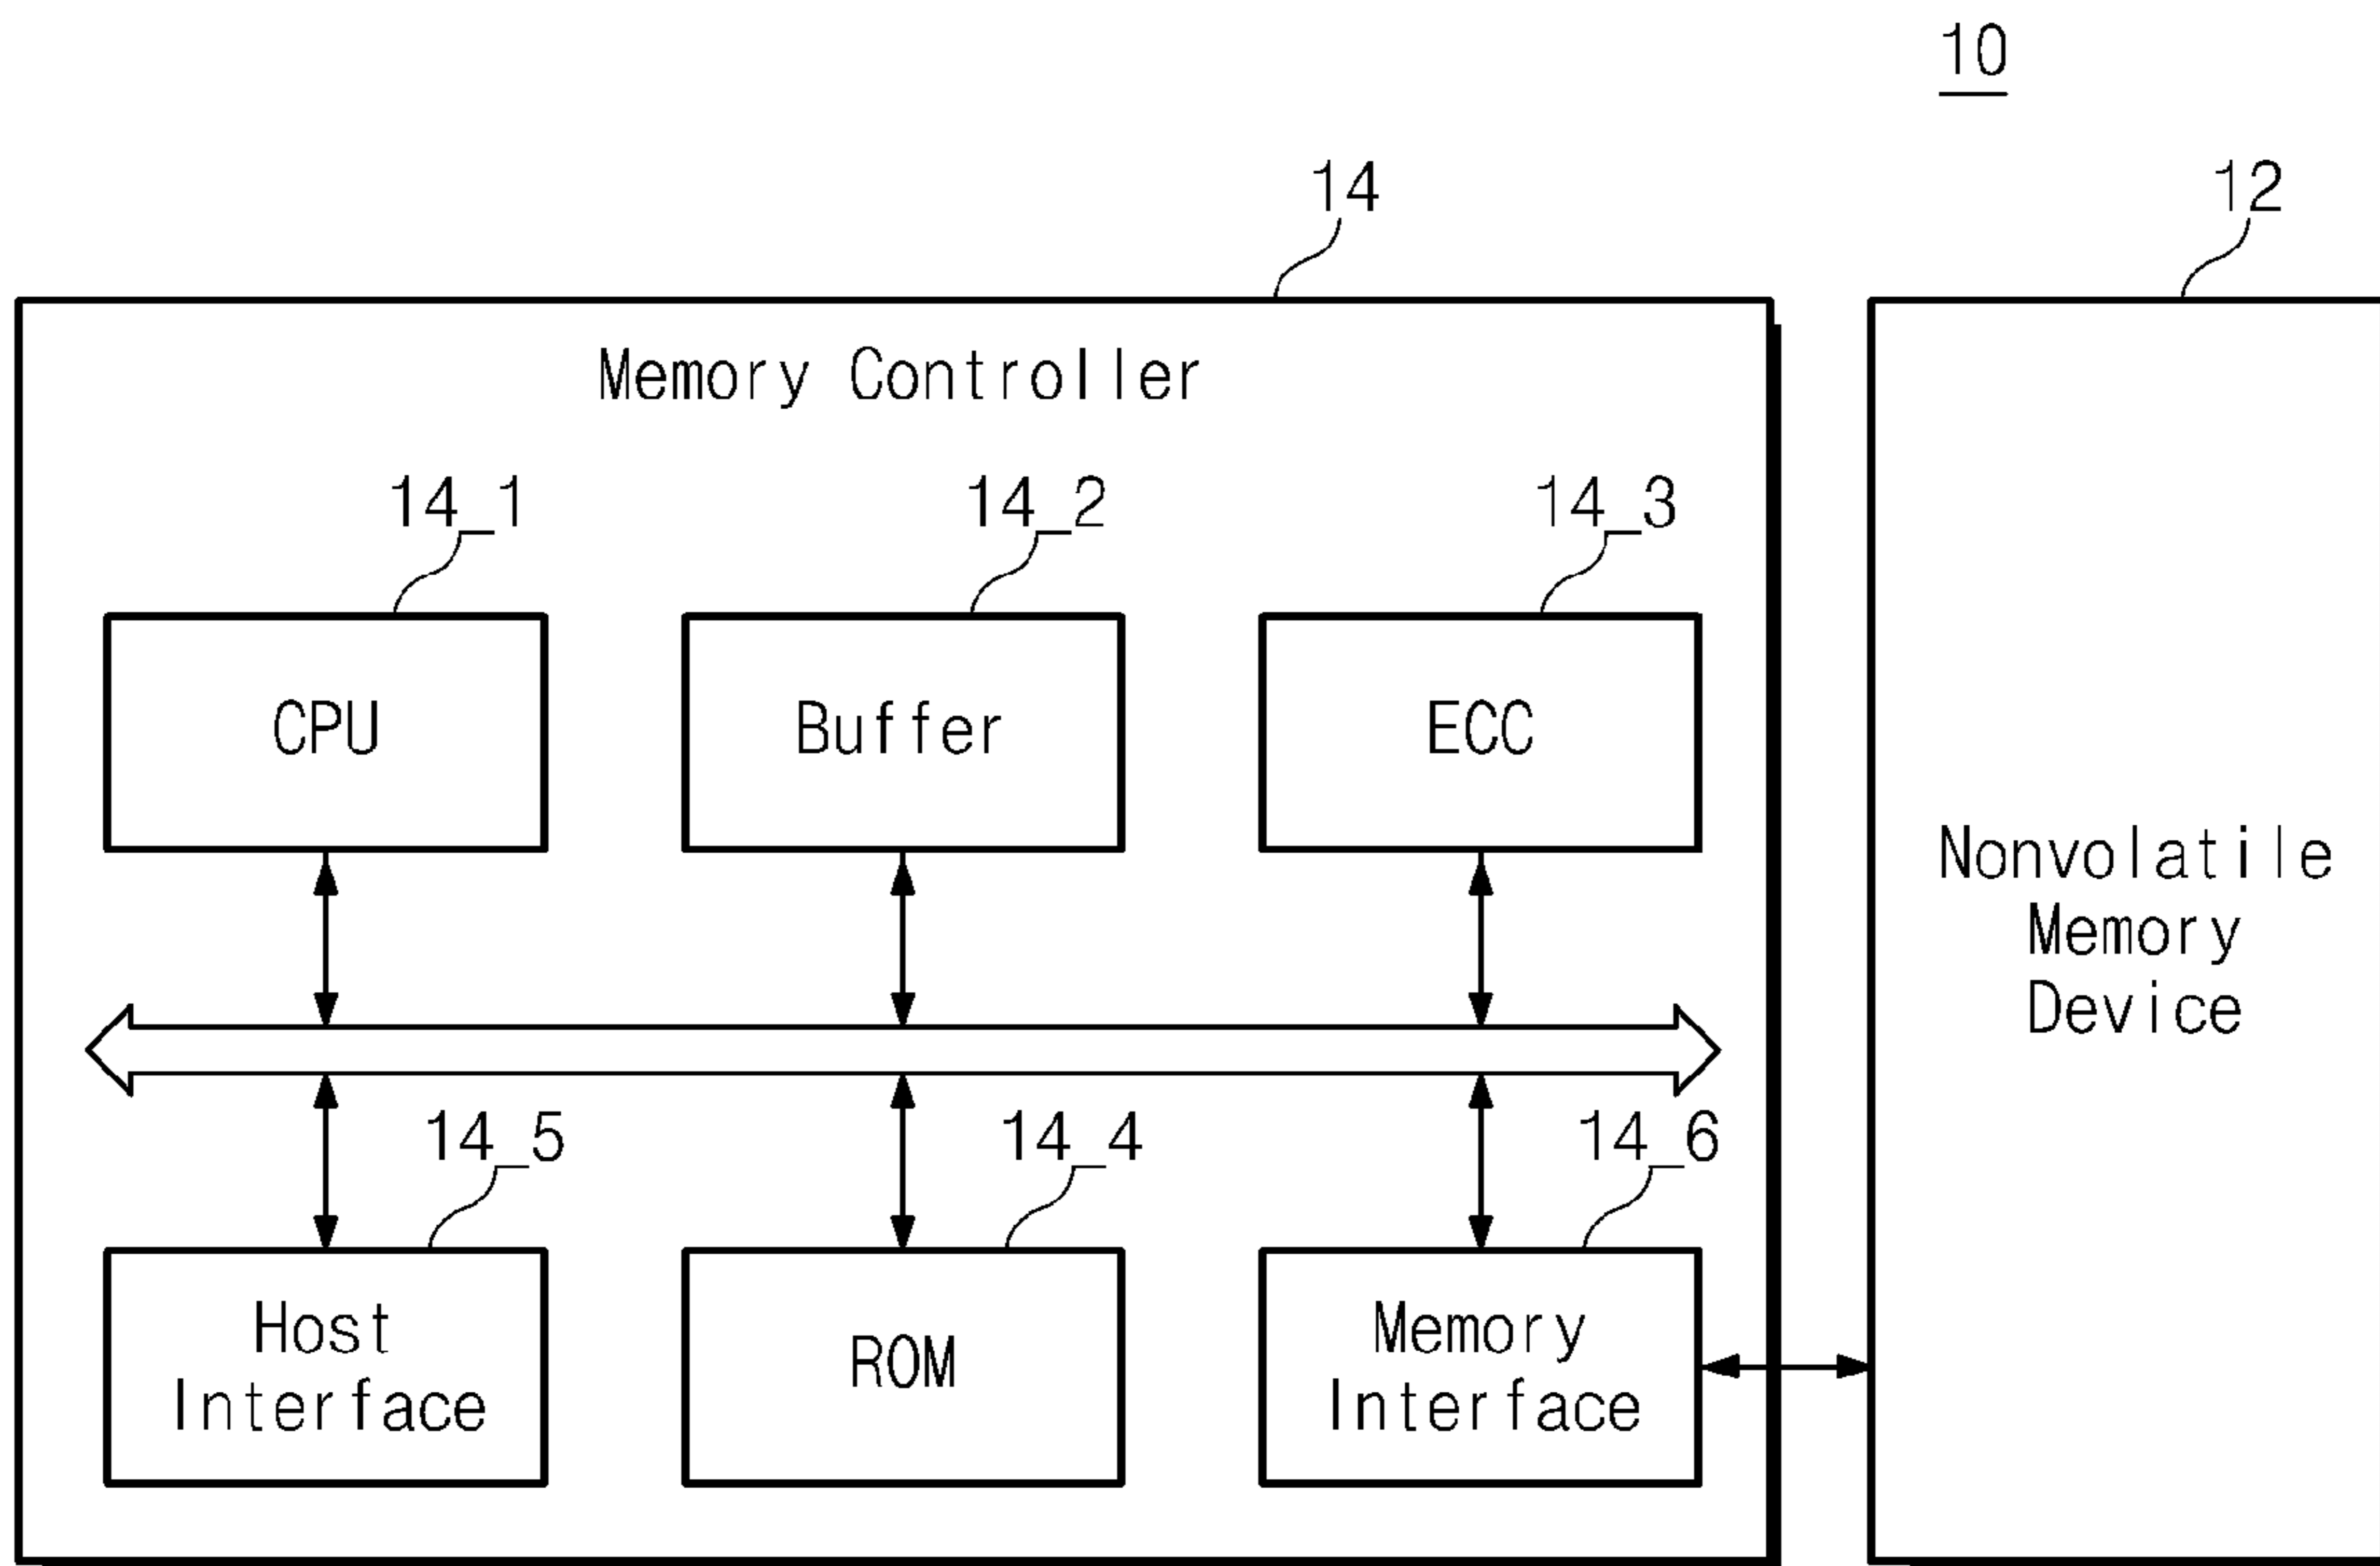 10
14
12
Memory Controller
14_1
14_2
14_3
CPU
Buffer
ECC
Nonvolatile
Memory
Device
14_5
14_4
14_6
Host
Interface
ROM
Memory
Interface